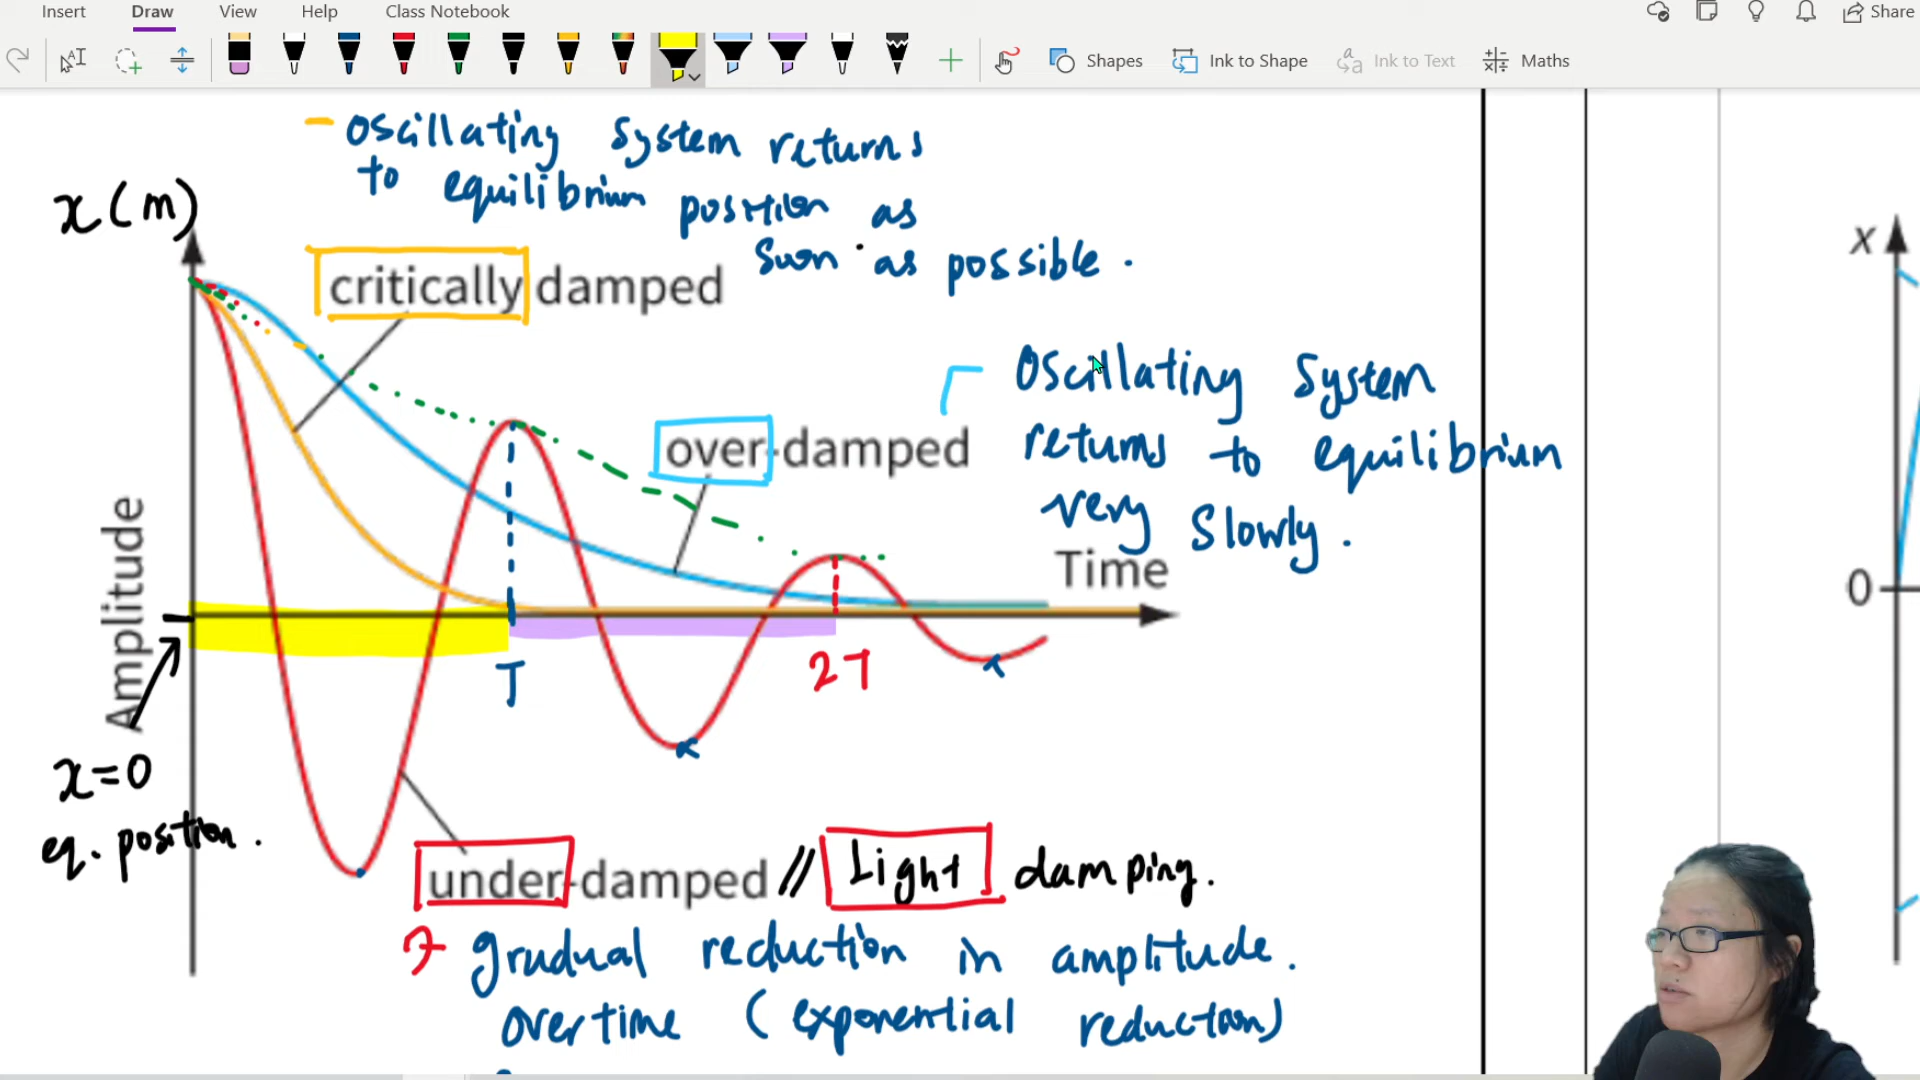 Insert Draw View Help Class Notebook Share
Shapes Ink to Shape Ink to Text Maths
- Oscillating system returns
to equilibrium position as
soon as possible.
x(m)
critically damped
x
Oscillating system
returns to equilibrium
very slowly.
over-damped
Time
Amplitude
0
T
2T
x=0
eq. position.
under-damped // Light damping.
gradual reduction in amplitude.
overtime (exponential reduction)